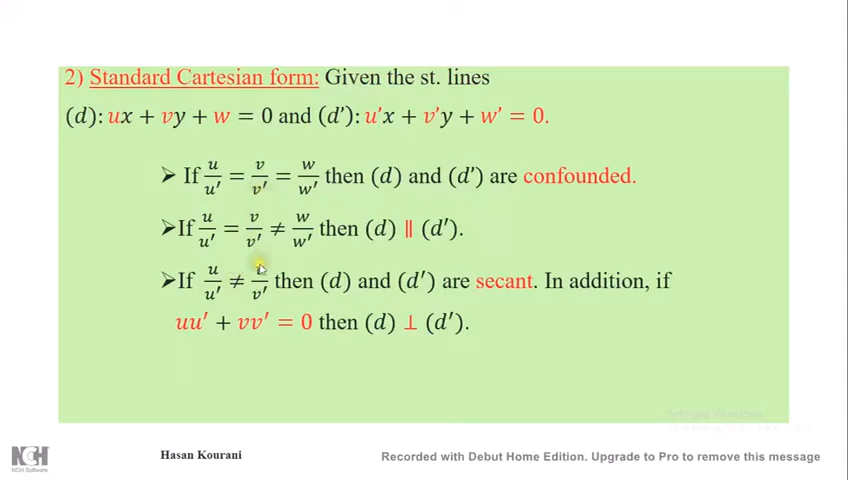 2) Standard Cartesian form: Given the st. lines
(d): ux + vy + w = 0 and (d'): u'x + v'y + w' = 0.
➢ If u/u' = v/v' = w/w' then (d) and (d') are confounded.
➢If u/u' = v/v' ≠ w/w' then (d) ∥ (d').
➢If u/u' ≠ v/v' then (d) and (d') are secant. In addition, if
uu' + vv' = 0 then (d) ⊥ (d').
Activate Windows
NCH
NCH Software
Hasan Kourani
Recorded with Debut Home Edition. Upgrade to Pro to remove this message